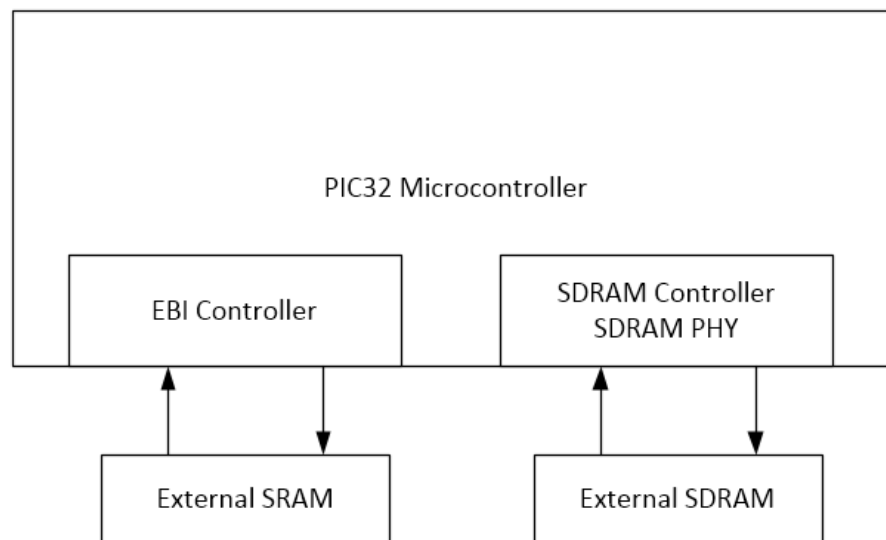 PIC32 Microcontroller
EBI Controller
SDRAM Controller
SDRAM PHY
External SRAM
External SDRAM